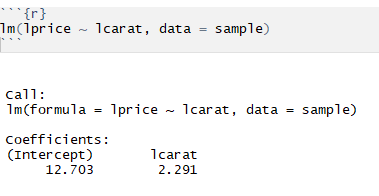 ```{r}
lm(lprice ~ lcarat, data = sample)
```
Call:
lm(formula = lprice ~ lcarat, data = sample)
Coefficients:
(Intercept)       lcarat
     12.703        2.291